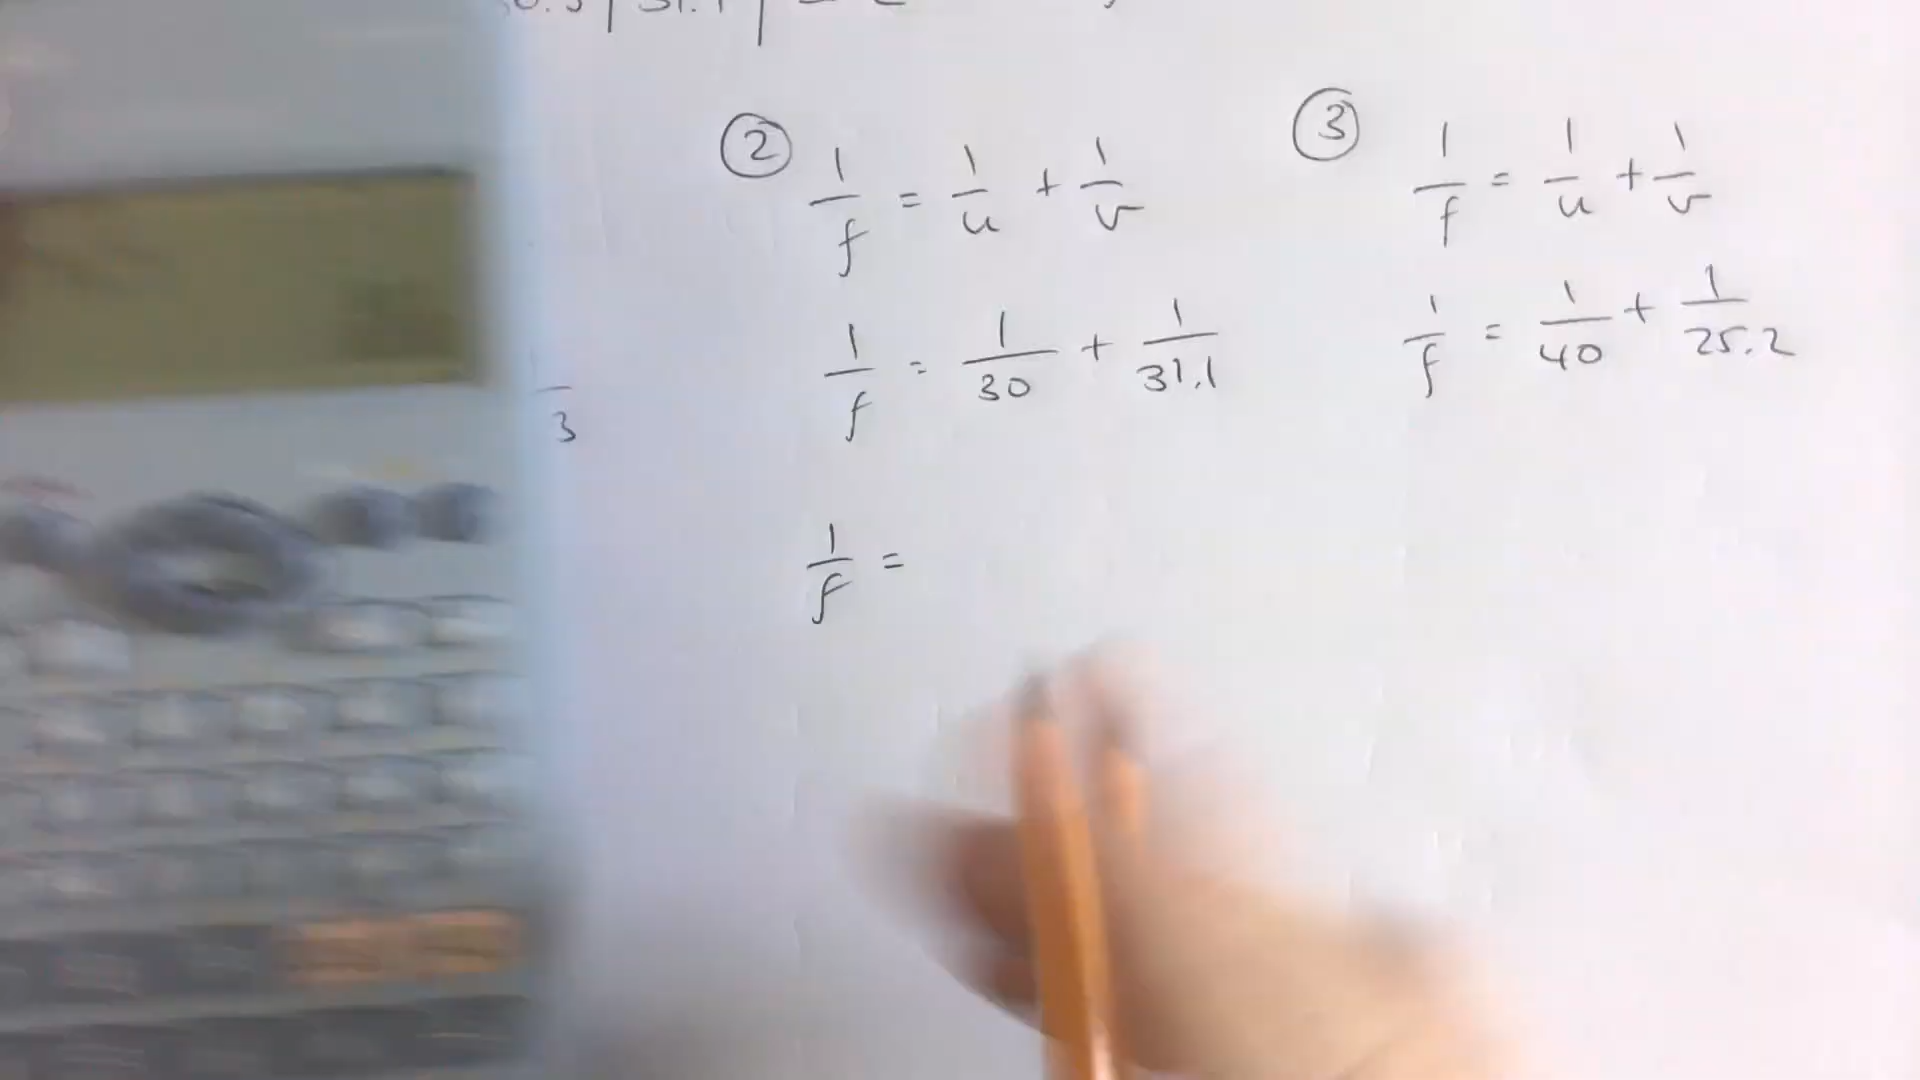 ② 1/f = 1/u + 1/v
1/f = 1/30 + 1/31.1
1/f =
③ 1/f = 1/u + 1/v
1/f = 1/40 + 1/25.2
3